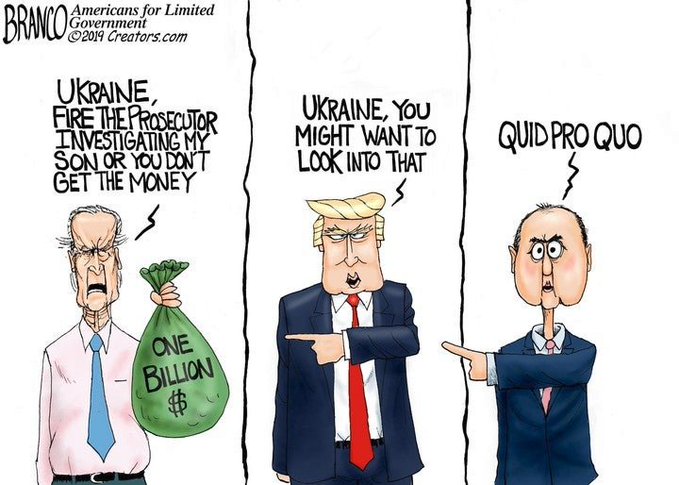 BRANCO
Americans for Limited
Government
©2019 Creators.com
UKRAINE,
FIRE THE PROSECUTOR
INVESTIGATING MY
SON OR YOU DON'T
GET THE MONEY
ONE
BILLION
$
UKRAINE, YOU
MIGHT WANT TO
LOOK INTO THAT
QUID PRO QUO